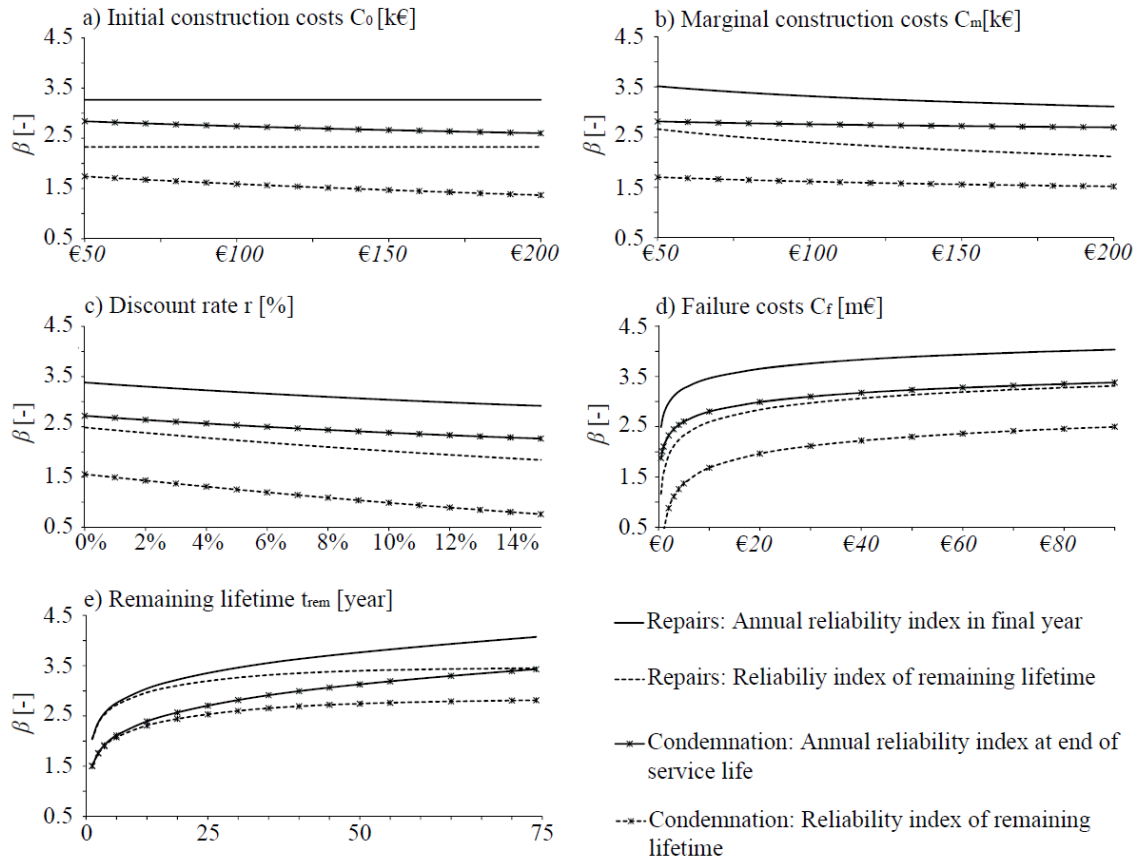 a) Initial construction costs C0 [k€]
4.5
3.5
2.5
1.5
0.5
β [-]
€50 €100 €150 €200
b) Marginal construction costs Cm[k€]
4.5
3.5
2.5
1.5
0.5
β [-]
€50 €100 €150 €200
c) Discount rate r [%]
4.5
3.5
2.5
1.5
0.5
β [-]
0% 2% 4% 6% 8% 10% 12% 14%
d) Failure costs Cf [m€]
4.5
3.5
2.5
1.5
0.5
β [-]
€0 €20 €40 €60 €80
e) Remaining lifetime trem [year]
4.5
3.5
2.5
1.5
0.5
β [-]
0 25 50 75
Repairs: Annual reliability index in final year
Repairs: Reliabiliy index of remaining lifetime
Condemnation: Annual reliability index at end of
service life
Condemnation: Reliability index of remaining
lifetime